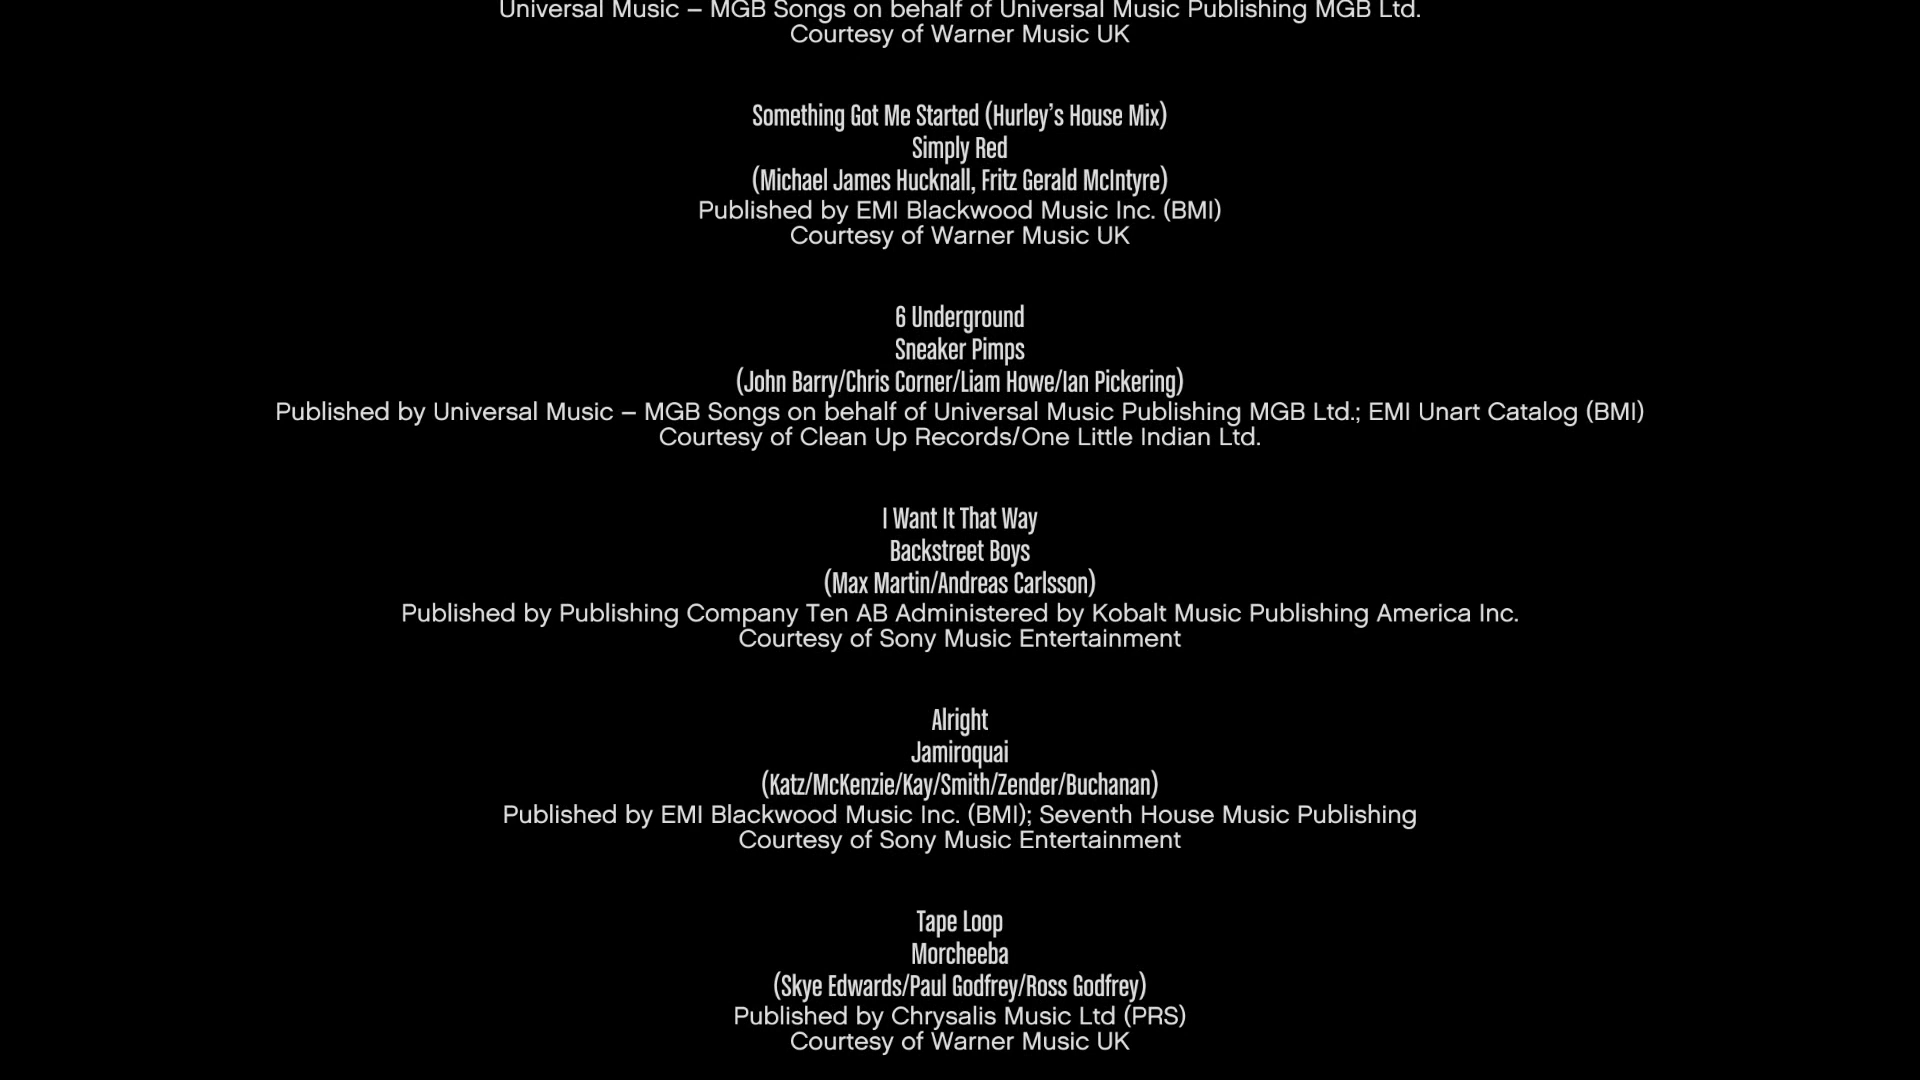 Universal Music – MGB Songs on behalf of Universal Music Publishing MGB Ltd.
Courtesy of Warner Music UK
Something Got Me Started (Hurley’s House Mix)
Simply Red
(Michael James Hucknall, Fritz Gerald McIntyre)
Published by EMI Blackwood Music Inc. (BMI)
Courtesy of Warner Music UK
6 Underground
Sneaker Pimps
(John Barry/Chris Corner/Liam Howe/Ian Pickering)
Published by Universal Music – MGB Songs on behalf of Universal Music Publishing MGB Ltd.; EMI Unart Catalog (BMI)
Courtesy of Clean Up Records/One Little Indian Ltd.
I Want It That Way
Backstreet Boys
(Max Martin/Andreas Carlsson)
Published by Publishing Company Ten AB Administered by Kobalt Music Publishing America Inc.
Courtesy of Sony Music Entertainment
Alright
Jamiroquai
(Katz/McKenzie/Kay/Smith/Zender/Buchanan)
Published by EMI Blackwood Music Inc. (BMI); Seventh House Music Publishing
Courtesy of Sony Music Entertainment
Tape Loop
Morcheeba
(Skye Edwards/Paul Godfrey/Ross Godfrey)
Published by Chrysalis Music Ltd (PRS)
Courtesy of Warner Music UK